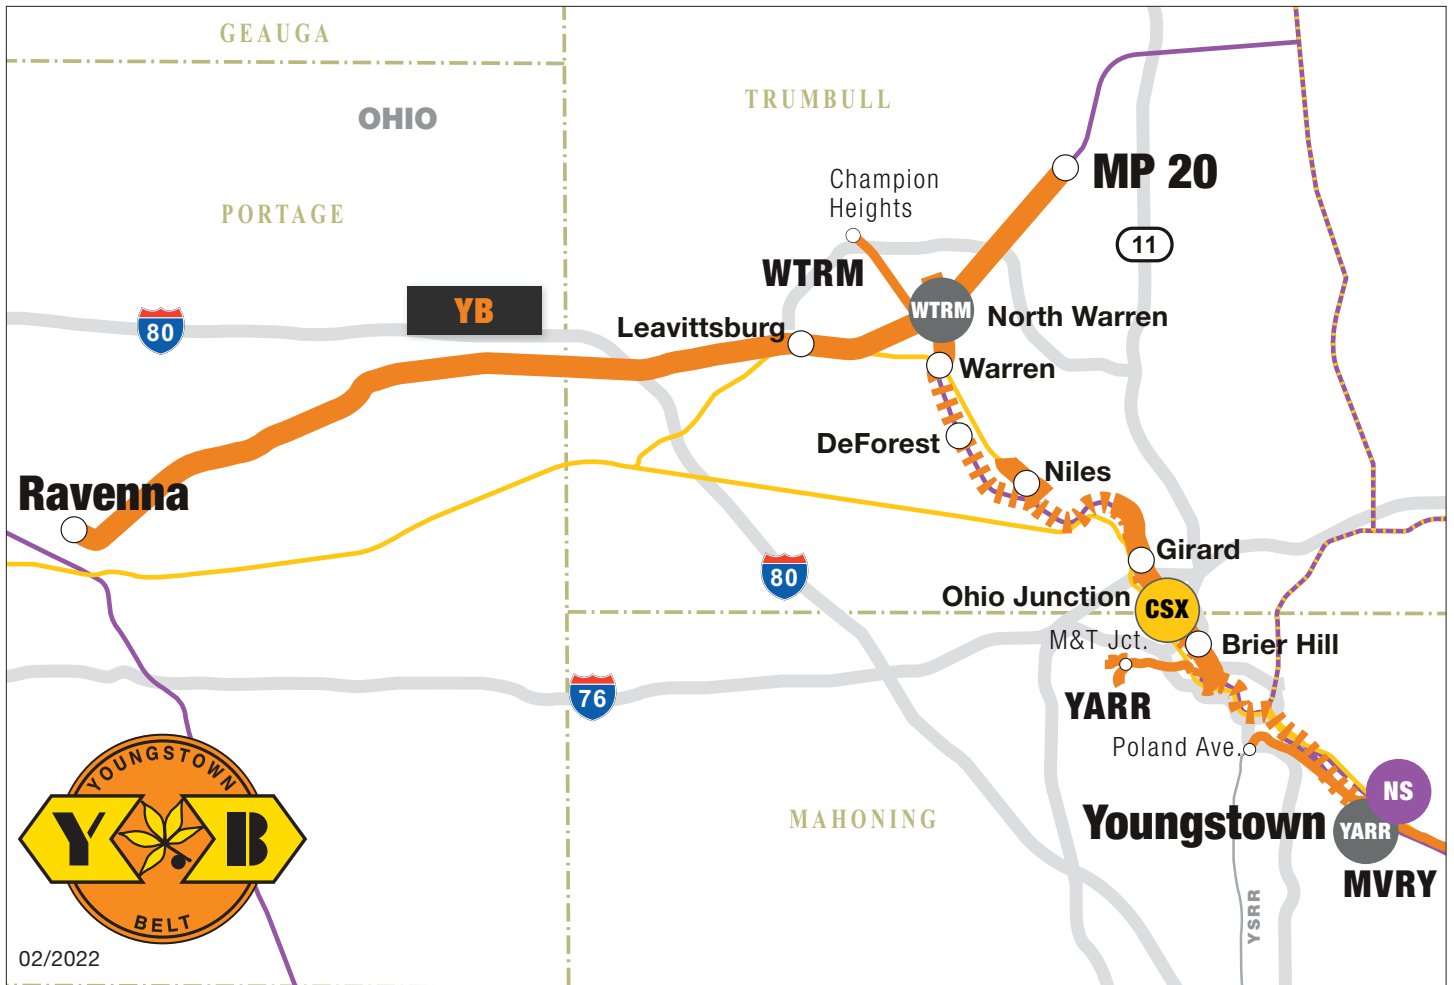 GEAUGA
OHIO
TRUMBULL
PORTAGE
Champion
Heights
MP 20
11
WTRM
YB
80
Leavittsburg
WTRM
North Warren
Warren
DeForest
Niles
Ravenna
Girard
80
Ohio Junction
CSX
M&T Jct.
Brier Hill
76
YARR
Poland Ave.
NS
MAHONING
Youngstown
YARR
MVRY
YSRR
YOUNGSTOWN
Y B
BELT
02/2022